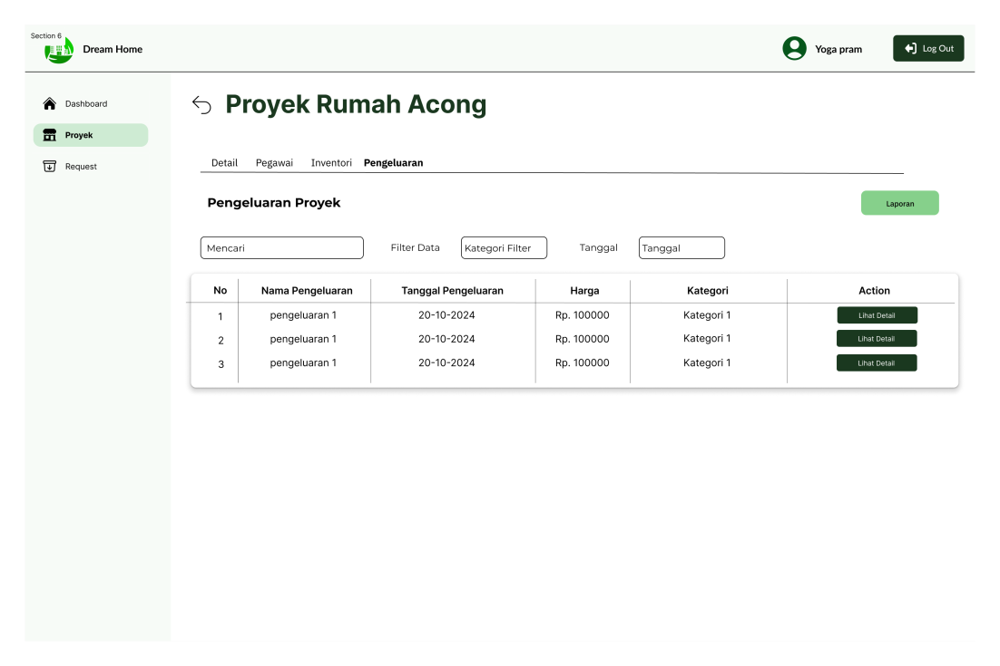 Section 6
Dream Home
Yoga pram
Log Out
Dashboard
Proyek
Request
Proyek Rumah Acong
Detail Pegawai Inventori Pengeluaran
Pengeluaran Proyek
Laporan
Mencari Filter Data Kategori Filter Tanggal Tanggal
No Nama Pengeluaran Tanggal Pengeluaran Harga Kategori Action
1 pengeluaran 1 20-10-2024 Rp. 100000 Kategori 1 Lihat Detail
2 pengeluaran 1 20-10-2024 Rp. 100000 Kategori 1 Lihat Detail
3 pengeluaran 1 20-10-2024 Rp. 100000 Kategori 1 Lihat Detail